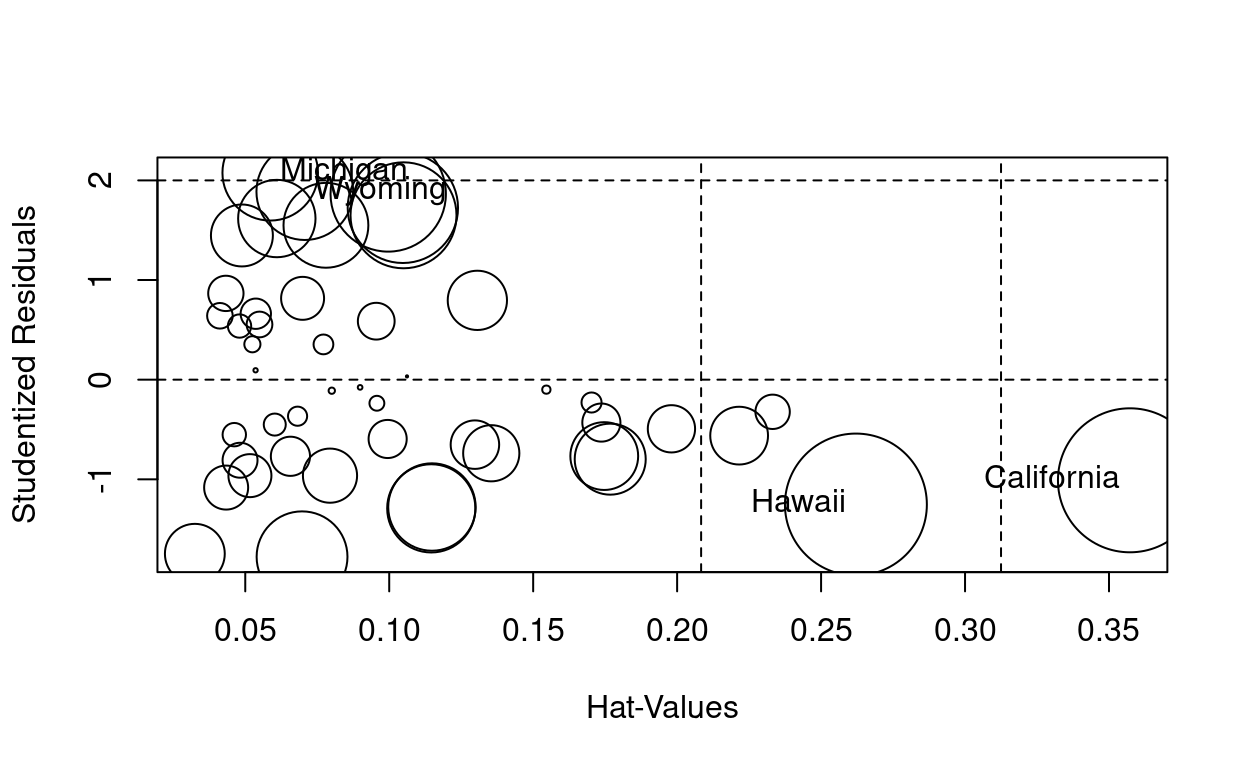 Studentized Residuals
2
1
0
-1
Michigan
Wyoming
California
Hawaii
0.05 0.10 0.15 0.20 0.25 0.30 0.35
Hat-Values